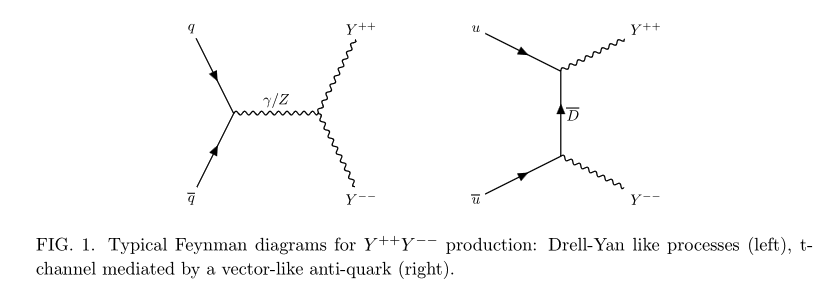 q
Y++
γ/Z
q̅
Y−−
u
Y++
D̅
u̅
Y−−
FIG. 1. Typical Feynman diagrams for Y++Y−− production: Drell-Yan like processes (left), t-
channel mediated by a vector-like anti-quark (right).